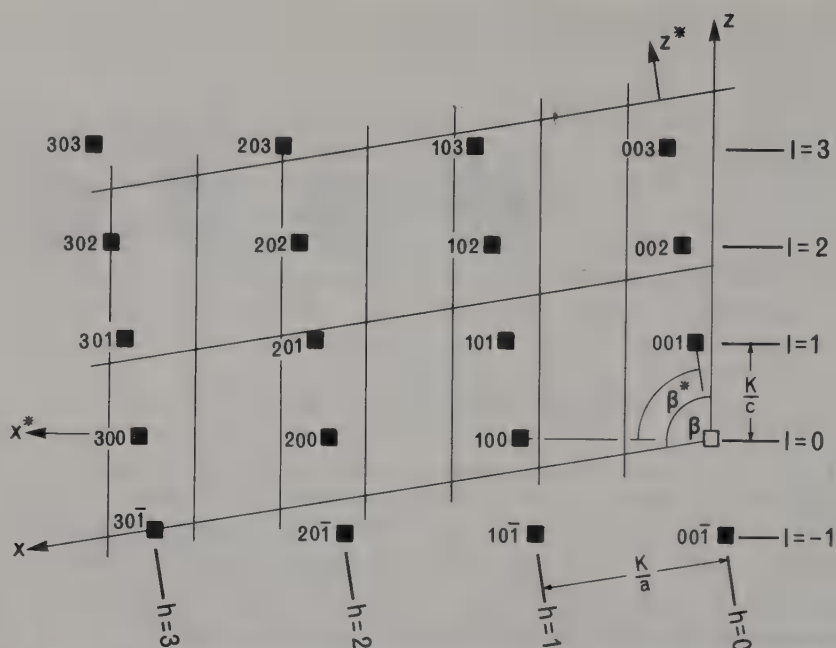 z
z*
303 203 103 003 l=3
302 202 102 002 l=2
301 201 101 001 l=1
β* K/c
x* 300 200 100 β l=0
x 301̄ 201̄ 101̄ 001̄ l=-1
K/a
h=3 h=2 h=1 h=0